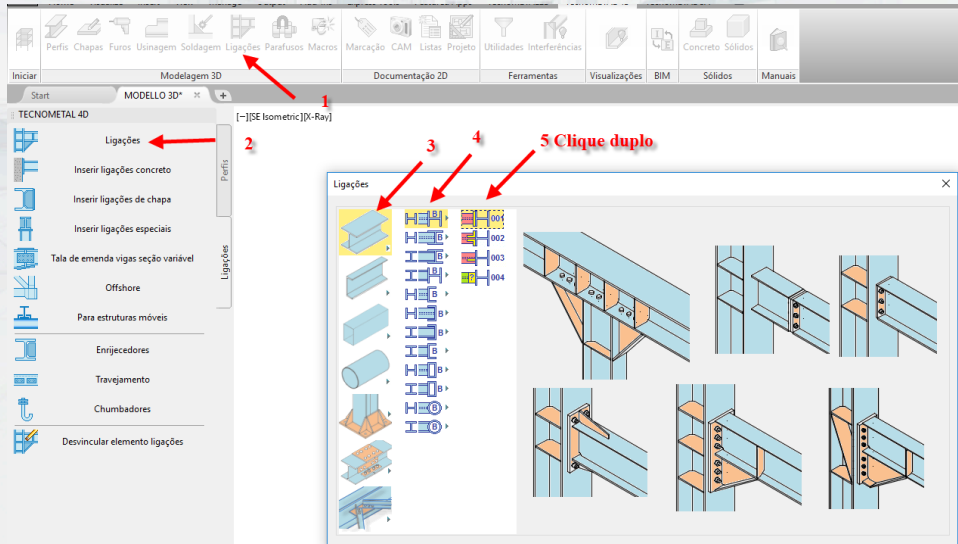 Perfis Chapas Furos Usinagem Soldagem Ligações Parafusos Macros
Marcação CAM Listas Projeto
Utilidades Interferências
Concreto Sólidos
Iniciar
Modelagem 3D
Documentação 2D
Ferramentas
Visualizações
BIM
Sólidos
Manuais
1
Start
MODELLO 3D*
+
TECNOMETAL 4D
[−][SE Isometric][X-Ray]
Ligações
2
3
4
5 Clique duplo
Inserir ligações concreto
Inserir ligações de chapa
Inserir ligações especiais
Tala de emenda vigas seção variável
Offshore
Para estruturas móveis
Enrijecedores
Travejamento
Chumbadores
Desvincular elemento ligações
Perfis
Ligações
Ligações
B
B
B
B
B
B
B
B
B
B
B
B
001
002
003
? 004